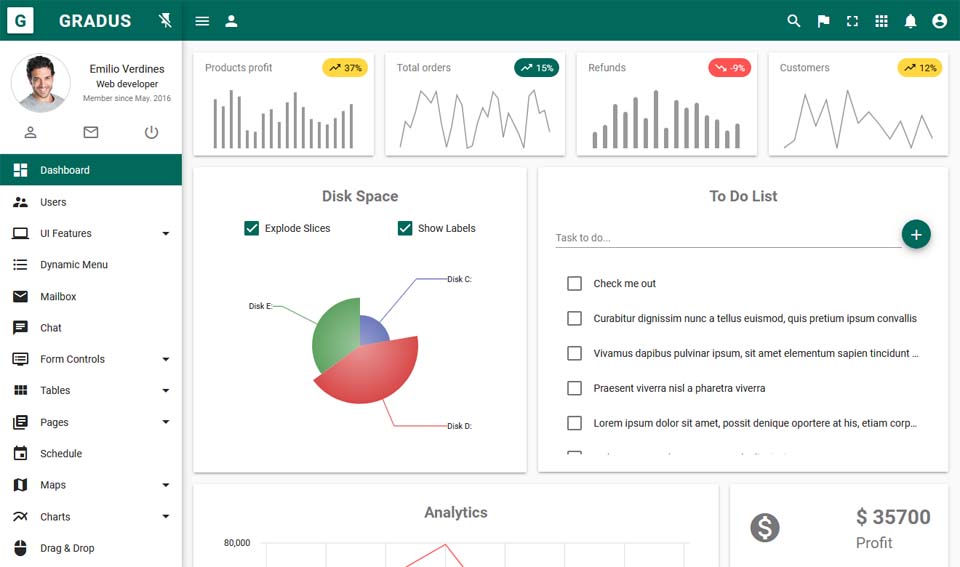 G GRADUS
Emilio Verdines
Web developer
Member since May. 2016
Dashboard
Users
UI Features
Dynamic Menu
Mailbox
Chat
Form Controls
Tables
Pages
Schedule
Maps
Charts
Drag & Drop
Products profit 37%
Total orders 15%
Refunds -9%
Customers 12%
Disk Space
Explode Slices Show Labels
Disk C:
Disk E:
Disk D:
To Do List
Task to do...
Check me out
Curabitur dignissim nunc a tellus euismod, quis pretium ipsum convallis
Vivamus dapibus pulvinar ipsum, sit amet elementum sapien tincidunt ...
Praesent viverra nisl a pharetra viverra
Lorem ipsum dolor sit amet, possit denique oportere at his, etiam corp...
Analytics
80,000
$ 35700
Profit